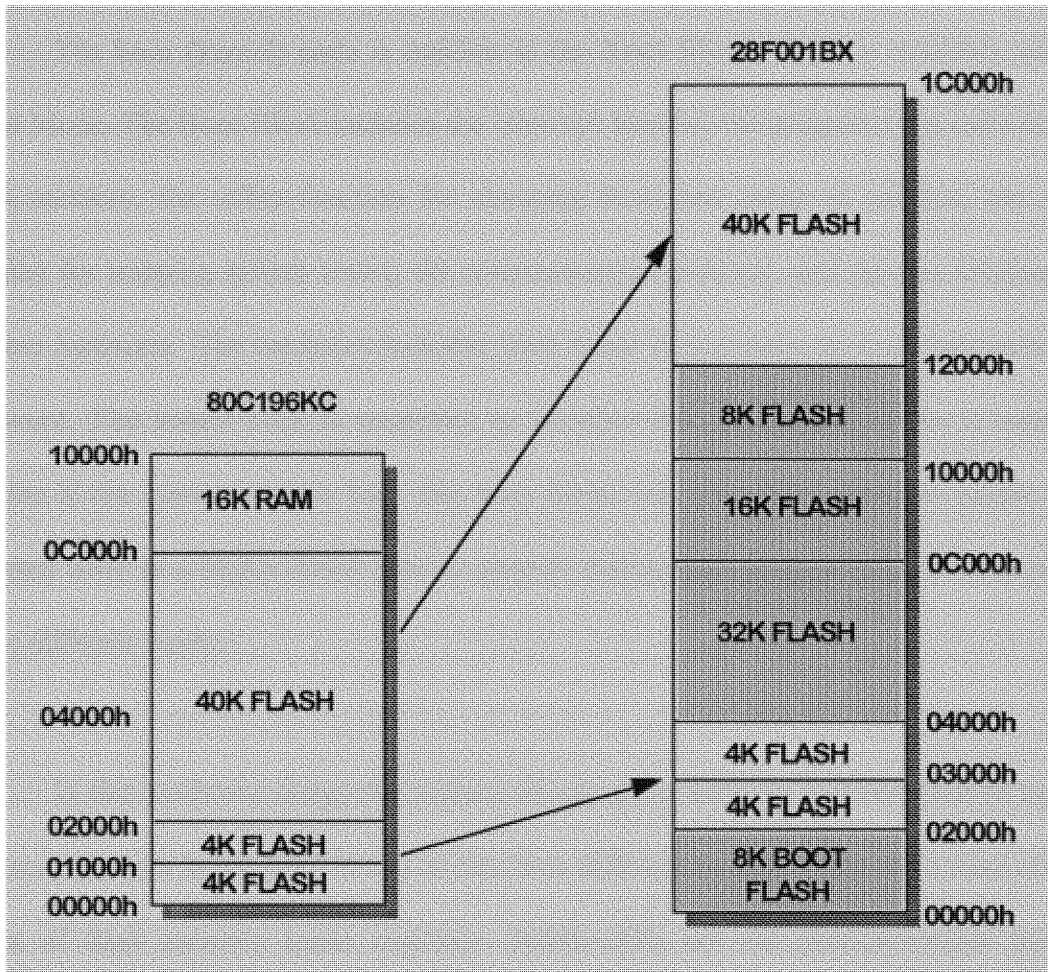 28F001BX
1C000h
40K FLASH
12000h
8K FLASH
10000h
16K FLASH
0C000h
32K FLASH
04000h
4K FLASH
03000h
4K FLASH
02000h
8K BOOT
FLASH
00000h
80C196KC
10000h
16K RAM
0C000h
40K FLASH
04000h
02000h
4K FLASH
01000h
4K FLASH
00000h